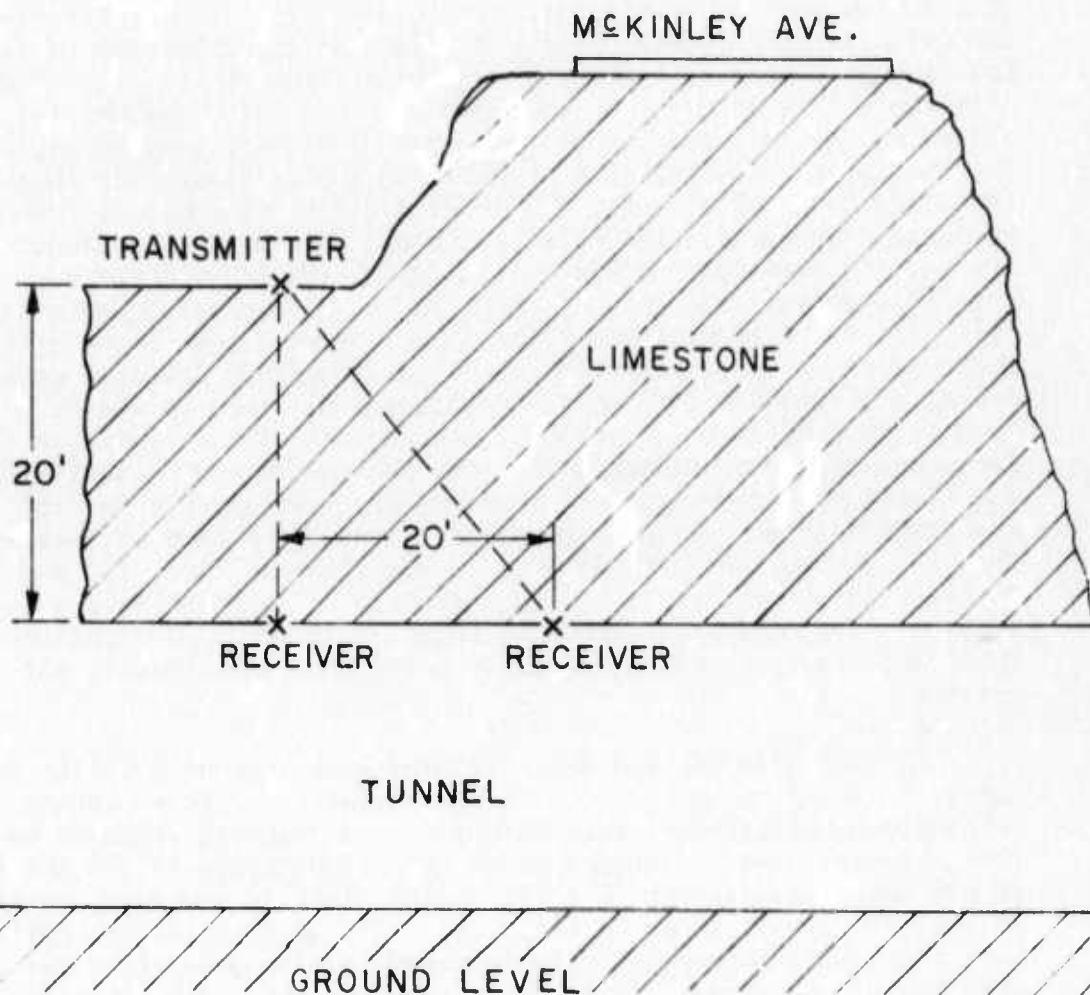 McKINLEY AVE.
TRANSMITTER
LIMESTONE
20'
20'
RECEIVER RECEIVER
TUNNEL
GROUND LEVEL